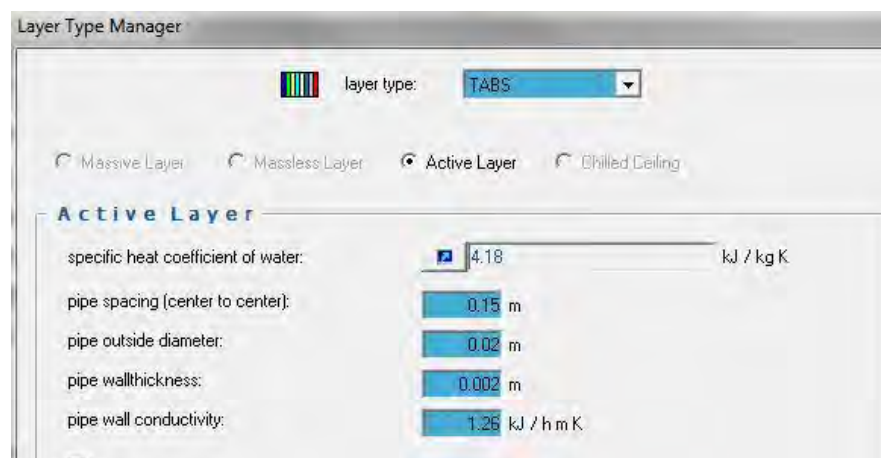 Layer Type Manager
layer type: TABS
Massive Layer Massless Layer Active Layer Chilled Ceiling
Active Layer
specific heat coefficient of water: 4.18 kJ / kg K
pipe spacing (center to center): 0.15 m
pipe outside diameter: 0.02 m
pipe wallthickness: 0.002 m
pipe wall conductivity: 1.26 kJ / h m K